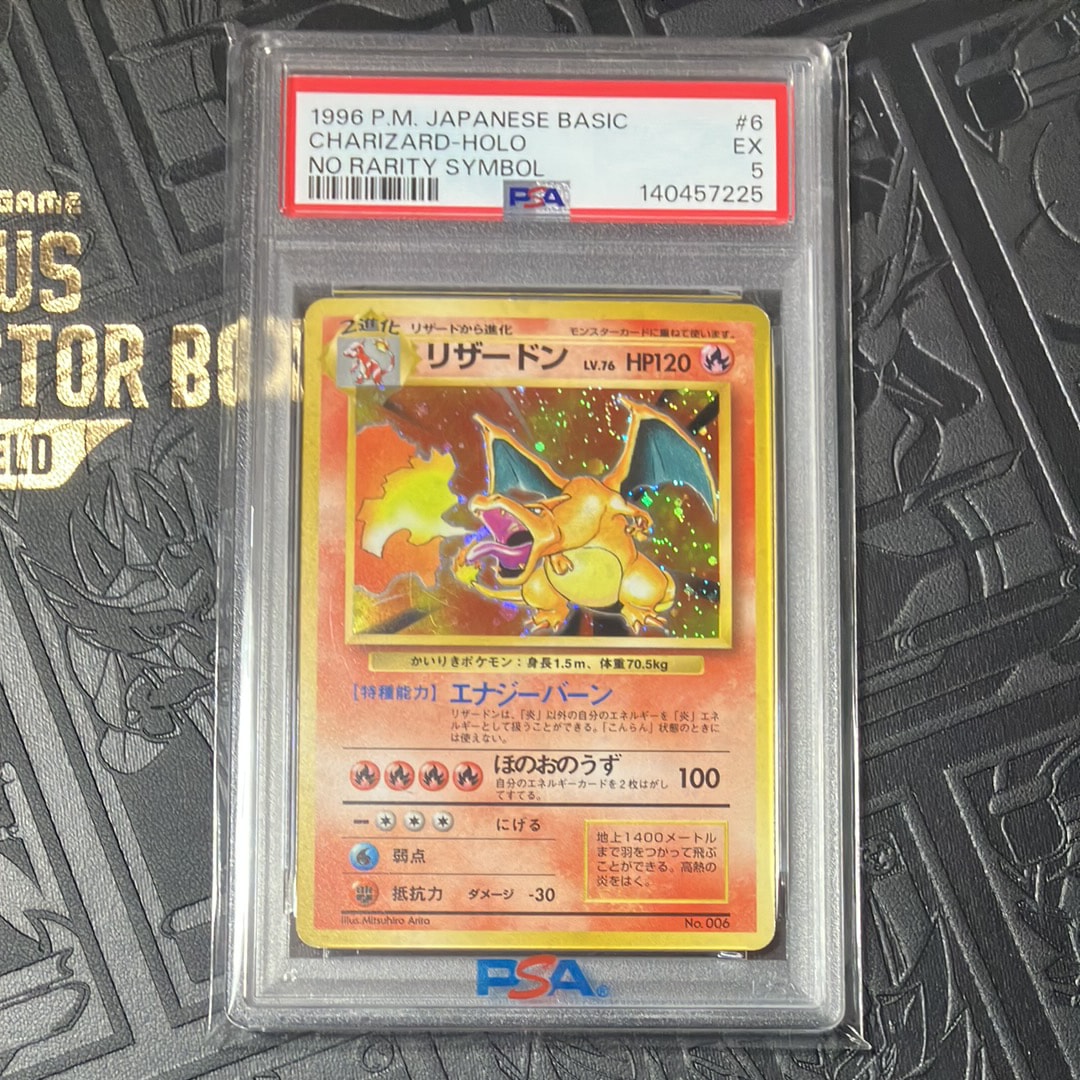 1996 P.M. JAPANESE BASIC #6
CHARIZARD-HOLO EX
NO RARITY SYMBOL 5
PSA 140457225
GAME
US
TOR BO
ELD
2進化 リザードから進化 モンスターカードに重ねて使います。
リザードン LV.76 HP120
かいりきポケモン：身長1.5m、体重70.5kg
【特種能力】エナジーバーン
リザードンは、「炎」以外の自分のエネルギーを「炎」エネ
ルギーとして扱うことができる。「こんらん」状態のときに
は使えない。
ほのおのうず 100
自分のエネルギーカードを2枚はがし
てすてる。
にげる
弱点
抵抗力 ダメージ -30
地上1400メートル
まで羽をつかって飛ぶ
ことができる。高熱の
炎をはく。
Illus. Mitsuhiro Arita No. 006
PSA®